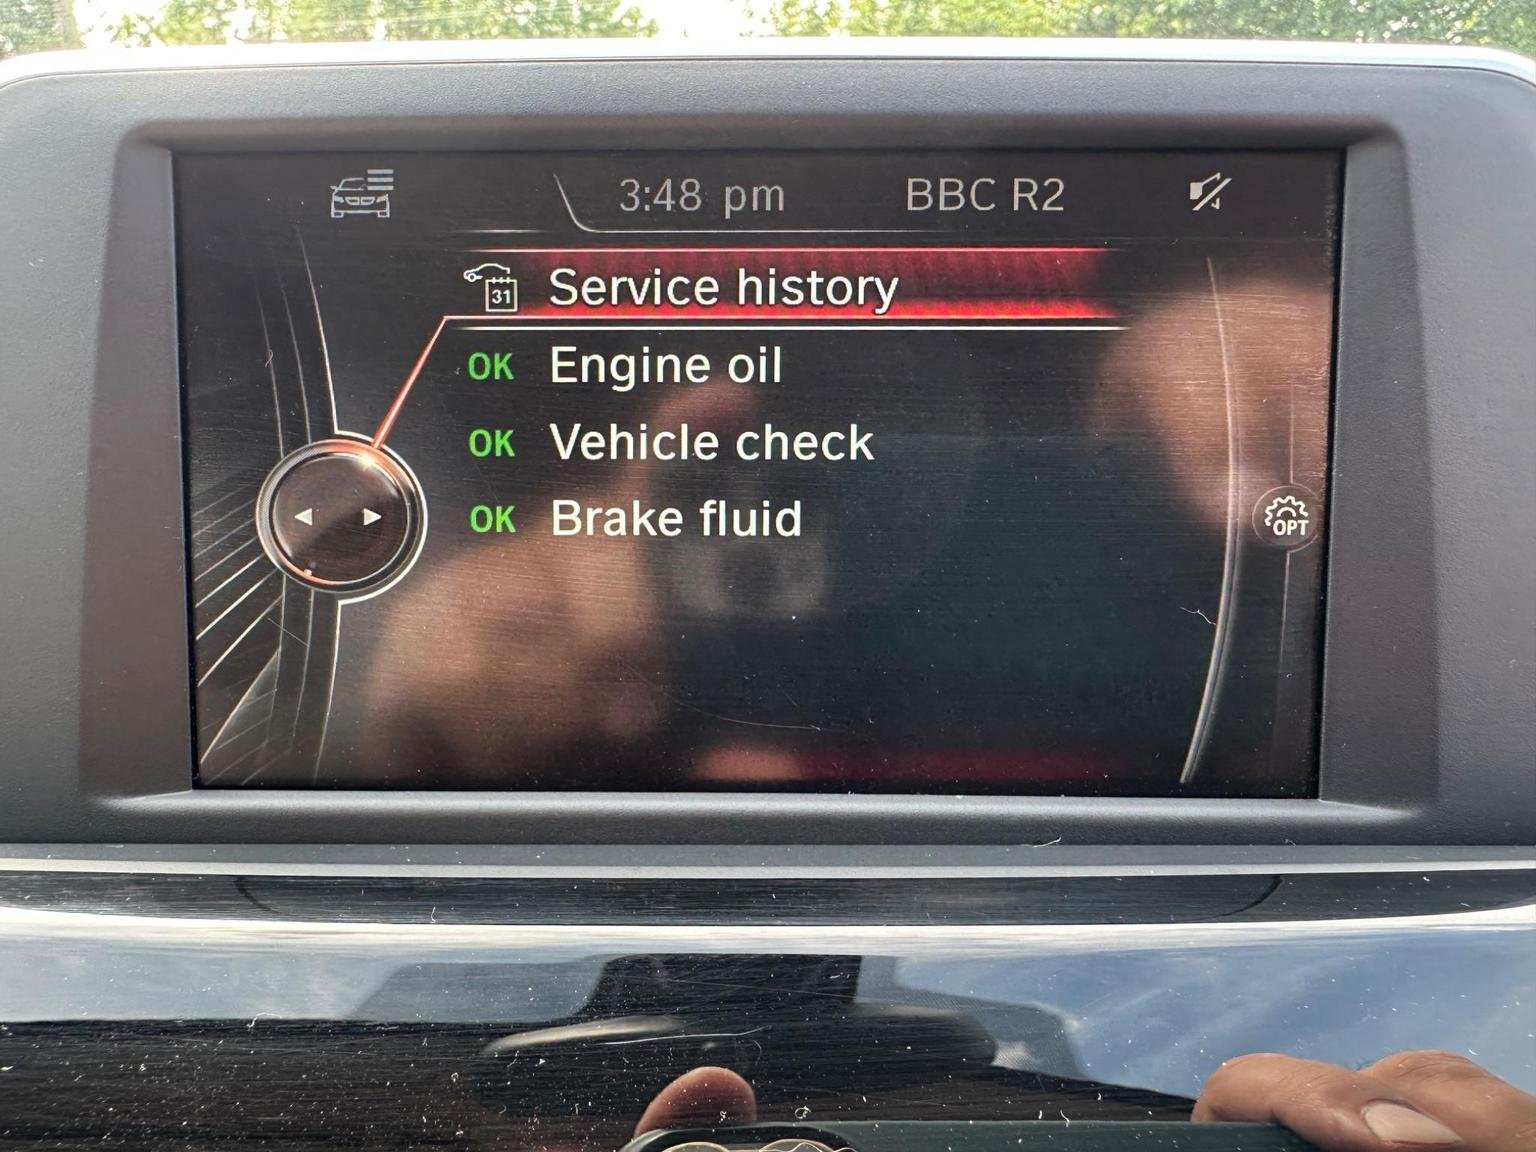 3:48 pm BBC R2
31 Service history
OK Engine oil
OK Vehicle check
OK Brake fluid
OPT